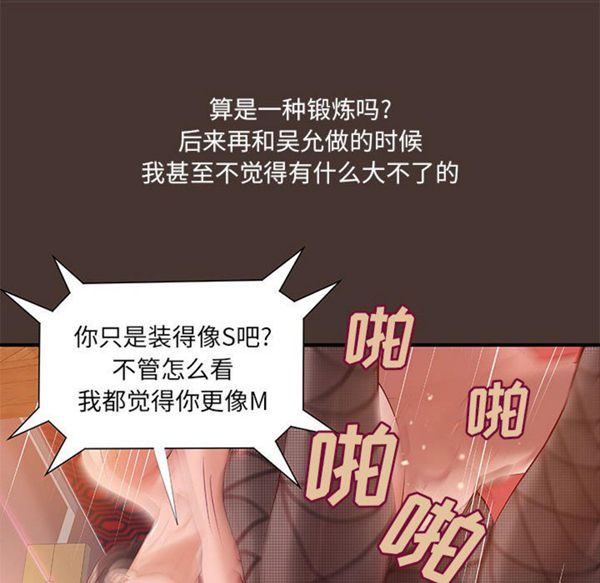 算是一种锻炼吗?
后来再和吴允做的时候
我甚至不觉得有什么大不了的
你只是装得像S吧?
不管怎么看
我都觉得你更像M
啪
啪
啪
啪